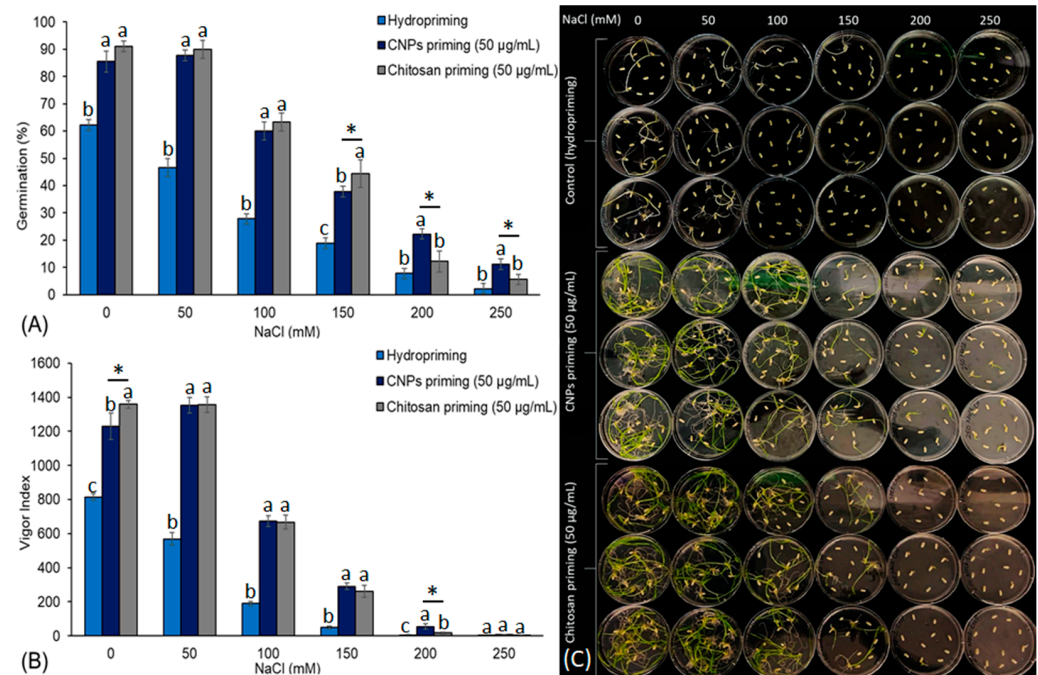 Hydropriming
CNPs priming (50 µg/mL)
Chitosan priming (50 µg/mL)
Germination (%)
100
90
80
70
60
50
40
30
20
10
0
b a a
b a a
b a a
c b a *
b a b *
b a b *
0 50 100 150 200 250
NaCl (mM)
(A)
Hydropriming
CNPs priming (50 µg/mL)
Chitosan priming (50 µg/mL)
Vigor Index
1600
1400
1200
1000
800
600
400
200
0
c b a *
b a a
b a a
b a a
c a b *
a a a
0 50 100 150 200 250
NaCl (mM)
(B)
NaCl (mM) 0 50 100 150 200 250
Control (hydropriming)
CNPs priming (50 µg/mL)
Chitosan priming (50 µg/mL)
(C)